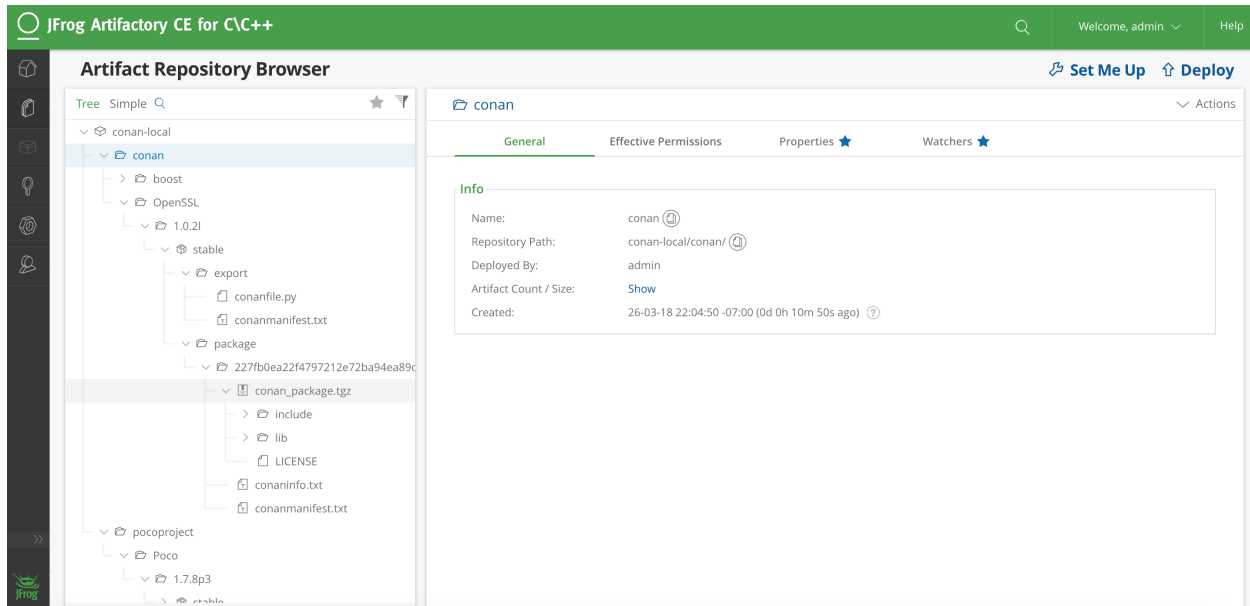 JFrog Artifactory CE for C\C++
Welcome, admin
Help
Artifact Repository Browser
Set Me Up
Deploy
Tree Simple
conan-local
conan
boost
OpenSSL
1.0.2l
stable
export
conanfile.py
conanmanifest.txt
package
227fb0ea22f4797212e72ba94ea89c
conan_package.tgz
include
lib
LICENSE
conaninfo.txt
conanmanifest.txt
pocoproject
Poco
1.7.8p3
stable
conan
Actions
General Effective Permissions Properties Watchers
Info
Name: conan
Repository Path: conan-local/conan/
Deployed By: admin
Artifact Count / Size: Show
Created: 26-03-18 22:04:50 -07:00 (0d 0h 10m 50s ago) ?
JFrog